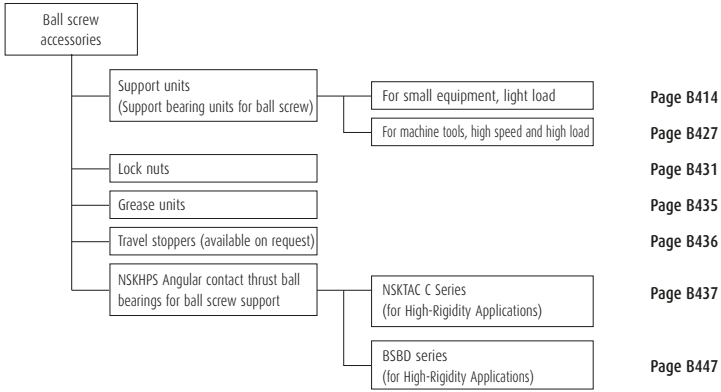 Ball screw
accessories
Support units
(Support bearing units for ball screw)
For small equipment, light load
Page B414
For machine tools, high speed and high load
Page B427
Lock nuts
Page B431
Grease units
Page B435
Travel stoppers (available on request)
Page B436
NSKHPS Angular contact thrust ball
bearings for ball screw support
NSKTAC C Series
(for High-Rigidity Applications)
Page B437
BSBD series
(for High-Rigidity Applications)
Page B447